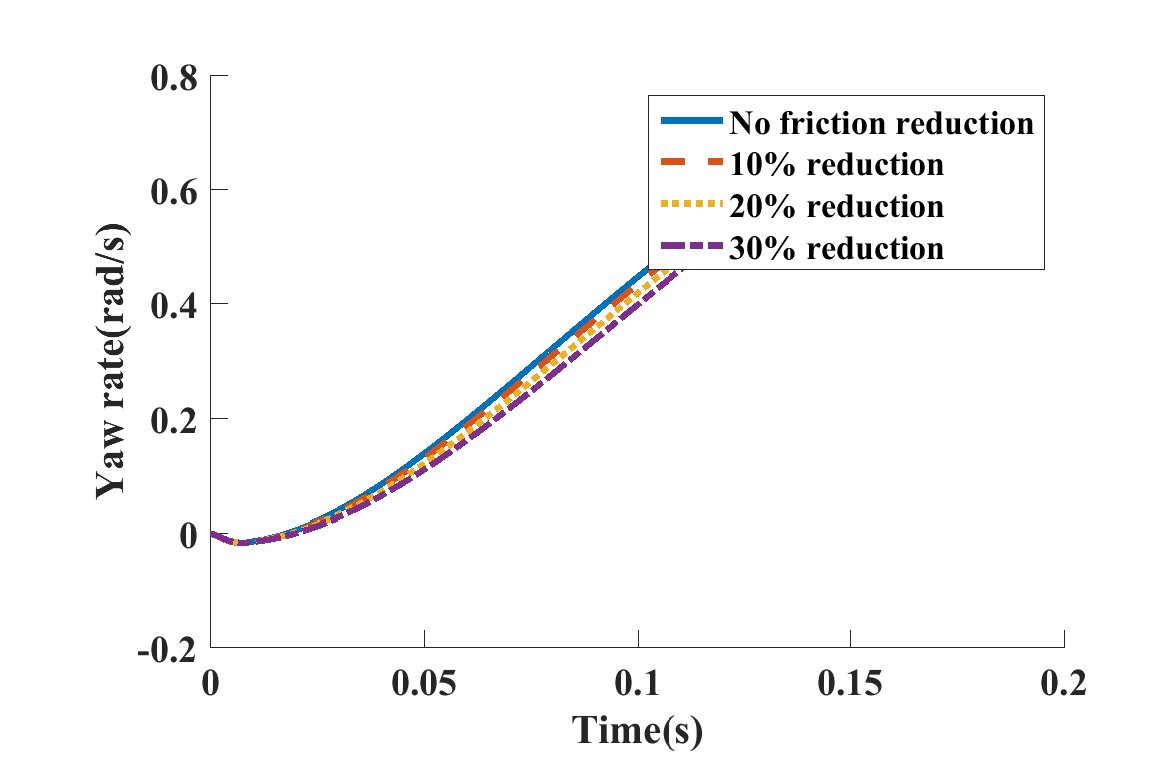 0.8
0.6
0.4
0.2
0
-0.2
Yaw rate(rad/s)
No friction reduction
10% reduction
20% reduction
30% reduction
0
0.05
0.1
0.15
0.2
Time(s)